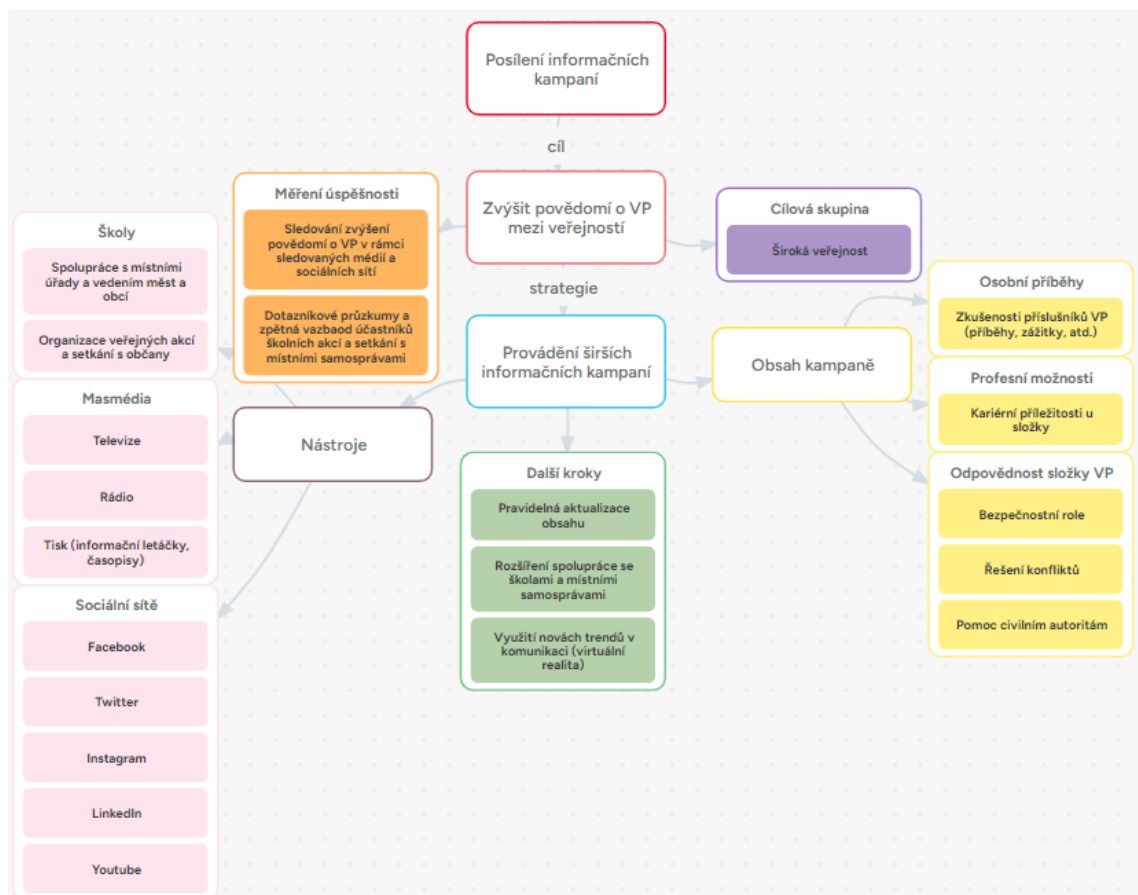 Posílení informačních
kampaní
cíl
Zvýšit povědomí o VP
mezi veřejností
strategie
Provádění širších
informačních kampaní
Měření úspěšnosti
Sledování zvýšení
povědomí o VP v rámci
sledovaných médií a
sociálních sítí
Dotazníkové průzkumy a
zpětná vazbaod účastníků
školních akcí a setkání s
místními samosprávami
Cílová skupina
Široká veřejnost
Školy
Spolupráce s místními
úřady a vedením měst a
obcí
Organizace veřejných akcí
a setkání s občany
Masmédia
Televize
Rádio
Tisk (informační letáčky,
časopisy)
Sociální sítě
Facebook
Twitter
Instagram
LinkedIn
Youtube
Nástroje
Další kroky
Pravidelná aktualizace
obsahu
Rozšíření spolupráce se
školami a místními
samosprávami
Využití nových trendů v
komunikaci (virtuální
realita)
Obsah kampaně
Osobní příběhy
Zkušenosti příslušníků VP
(příběhy, zážitky, atd.)
Profesní možnosti
Kariérní příležitosti u
složky
Odpovědnost složky VP
Bezpečnostní role
Řešení konfliktů
Pomoc civilním autoritám